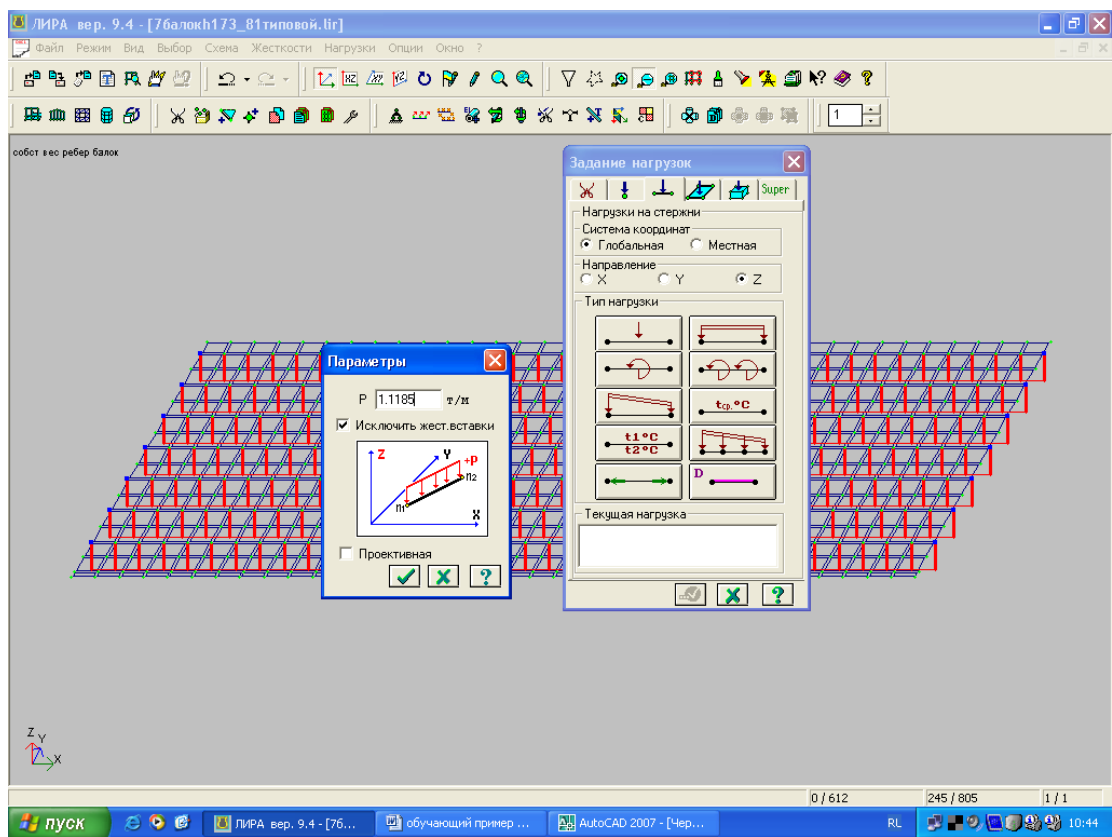 ЛИРА вер. 9.4 - [7балокh173_81типовой.lir]
Файл Режим Вид Выбор Схема Жесткости Нагрузки Опции Окно ?
1
собст вес ребер балок
Задание нагрузок
Super
Нагрузки на стержни
Система координат
Глобальная Местная
Направление
X Y Z
Тип нагрузки
tср.°C
t1°C
t2°C
D
Текущая нагрузка
Параметры
P 1.1185 т/м
Исключить жест.вставки
Z Y +P
n2
n1 X
Проективная
Z Y
X
0 / 612 245 / 805 1 / 1
пуск ЛИРА вер. 9.4 - [7б... обучающий пример ... AutoCAD 2007 - [Чер... RL 10:44